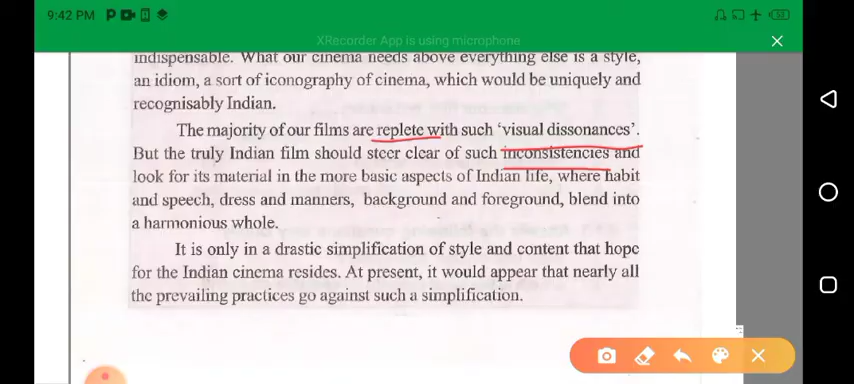 9:42 PM
53
XRecorder App is using microphone
indispensable. What our cinema needs above everything else is a style,
an idiom, a sort of iconography of cinema, which would be uniquely and
recognisably Indian.
The majority of our films are replete with such ‘visual dissonances’.
But the truly Indian film should steer clear of such inconsistencies and
look for its material in the more basic aspects of Indian life, where habit
and speech, dress and manners, background and foreground, blend into
a harmonious whole.
It is only in a drastic simplification of style and content that hope
for the Indian cinema resides. At present, it would appear that nearly all
the prevailing practices go against such a simplification.